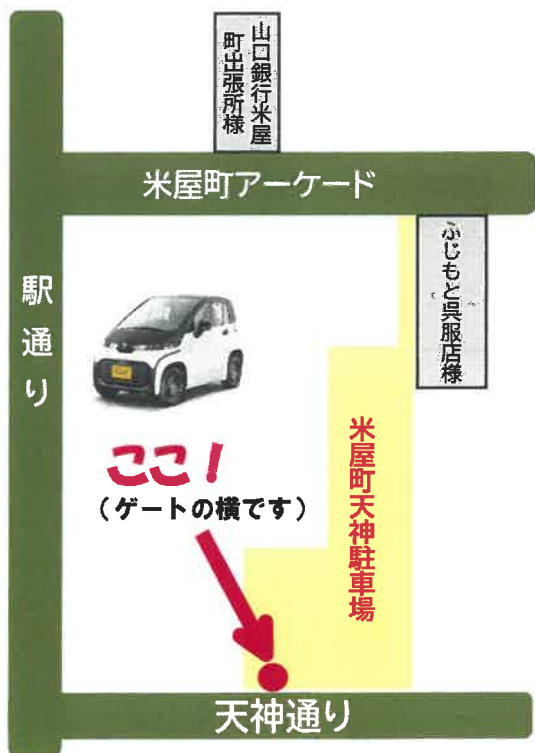 山口銀行米屋
町出張所様
米屋町アーケード
ふじもと呉服店様
駅通り
ここ!
(ゲートの横です)
米屋町天神駐車場
天神通り